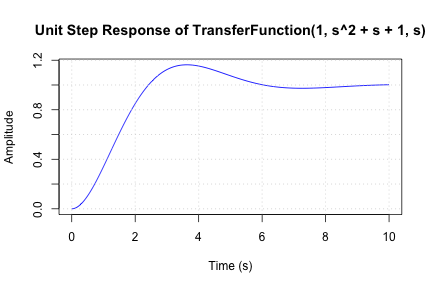 Unit Step Response of TransferFunction(1, s^2 + s + 1, s)
Amplitude
1.2
0.8
0.4
0.0
0 2 4 6 8 10
Time (s)